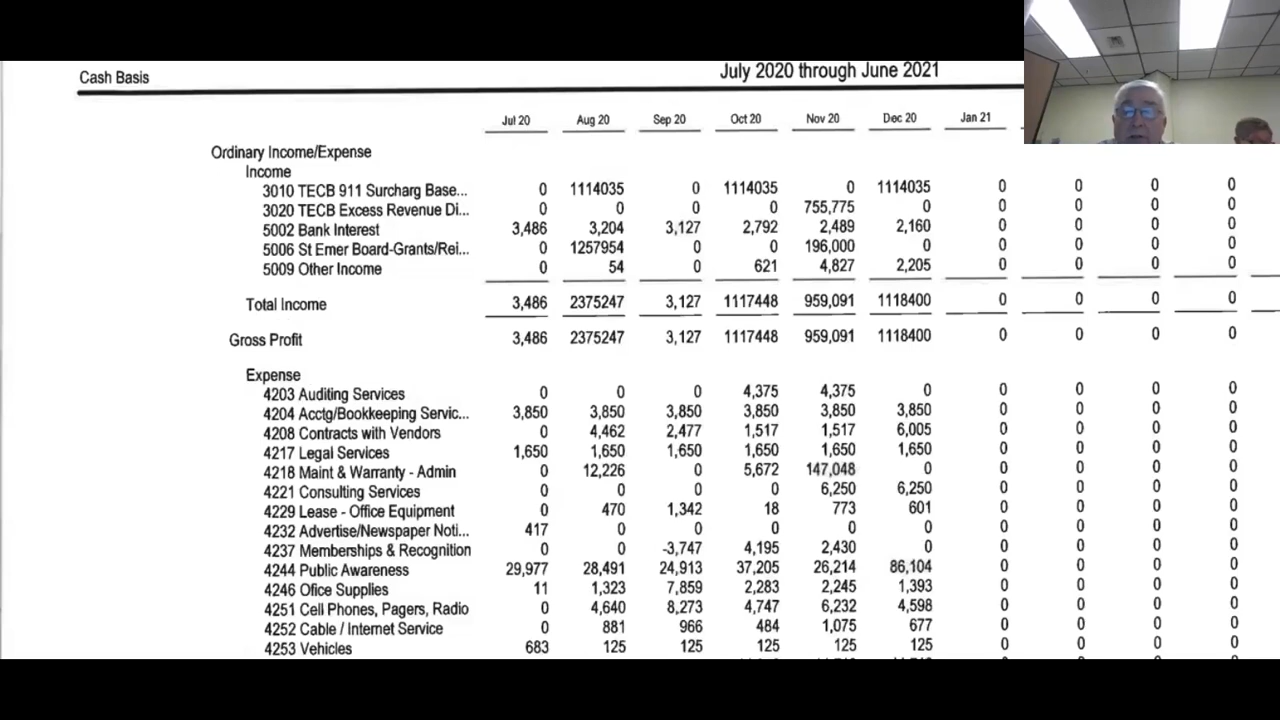 Cash Basis July 2020 through June 2021
Jul 20 Aug 20 Sep 20 Oct 20 Nov 20 Dec 20 Jan 21
Ordinary Income/Expense
Income
3010 TECB 911 Surcharg Base... 0 1114035 0 1114035 0 1114035 0 0 0 0
3020 TECB Excess Revenue Di... 0 0 0 0 755,775 0 0 0 0 0
5002 Bank Interest 3,486 3,204 3,127 2,792 2,489 2,160 0 0 0 0
5006 St Emer Board-Grants/Rei... 0 1257954 0 0 196,000 0 0 0 0 0
5009 Other Income 0 54 0 621 4,827 2,205 0 0 0 0
Total Income 3,486 2375247 3,127 1117448 959,091 1118400 0 0 0 0
Gross Profit 3,486 2375247 3,127 1117448 959,091 1118400 0 0 0 0
Expense
4203 Auditing Services 0 0 0 4,375 4,375 0 0 0 0 0
4204 Acctg/Bookkeeping Servic... 3,850 3,850 3,850 3,850 3,850 3,850 0 0 0 0
4208 Contracts with Vendors 0 4,462 2,477 1,517 1,517 6,005 0 0 0 0
4217 Legal Services 1,650 1,650 1,650 1,650 1,650 1,650 0 0 0 0
4218 Maint & Warranty - Admin 0 12,226 0 5,672 147,048 0 0 0 0 0
4221 Consulting Services 0 0 0 0 6,250 6,250 0 0 0 0
4229 Lease - Office Equipment 0 470 1,342 18 773 601 0 0 0 0
4232 Advertise/Newspaper Noti... 417 0 0 0 0 0 0 0 0 0
4237 Memberships & Recognition 0 0 -3,747 4,195 2,430 0 0 0 0 0
4244 Public Awareness 29,977 28,491 24,913 37,205 26,214 86,104 0 0 0 0
4246 Ofice Supplies 11 1,323 7,859 2,283 2,245 1,393 0 0 0 0
4251 Cell Phones, Pagers, Radio 0 4,640 8,273 4,747 6,232 4,598 0 0 0 0
4252 Cable / Internet Service 0 881 966 484 1,075 677 0 0 0 0
4253 Vehicles 683 125 125 125 125 125 0 0 0 0